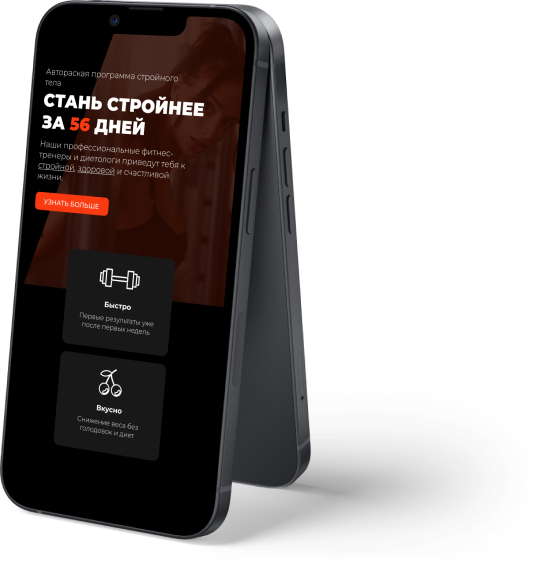 Автораская программа стройного
тела
СТАНЬ СТРОЙНЕЕ
ЗА 56 ДНЕЙ
Наши профессиональные фитнес-
тренеры и диетологи приведут тебя к
стройной, здоровой и счастливой
жизни.
УЗНАТЬ БОЛЬШЕ
Быстро
Первые результаты уже
после первых недель
Вкусно
Снижение веса без
голодовок и диет